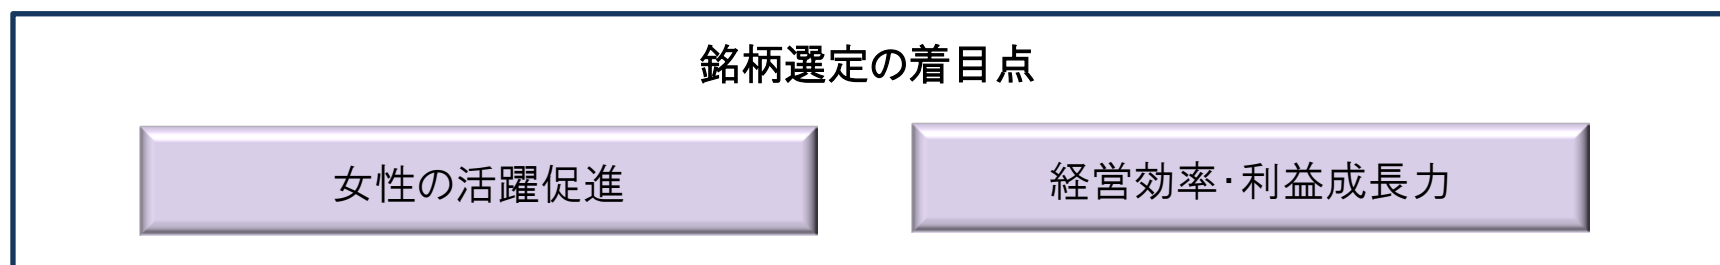 銘柄選定の着目点
女性の活躍促進
経営効率・利益成長力